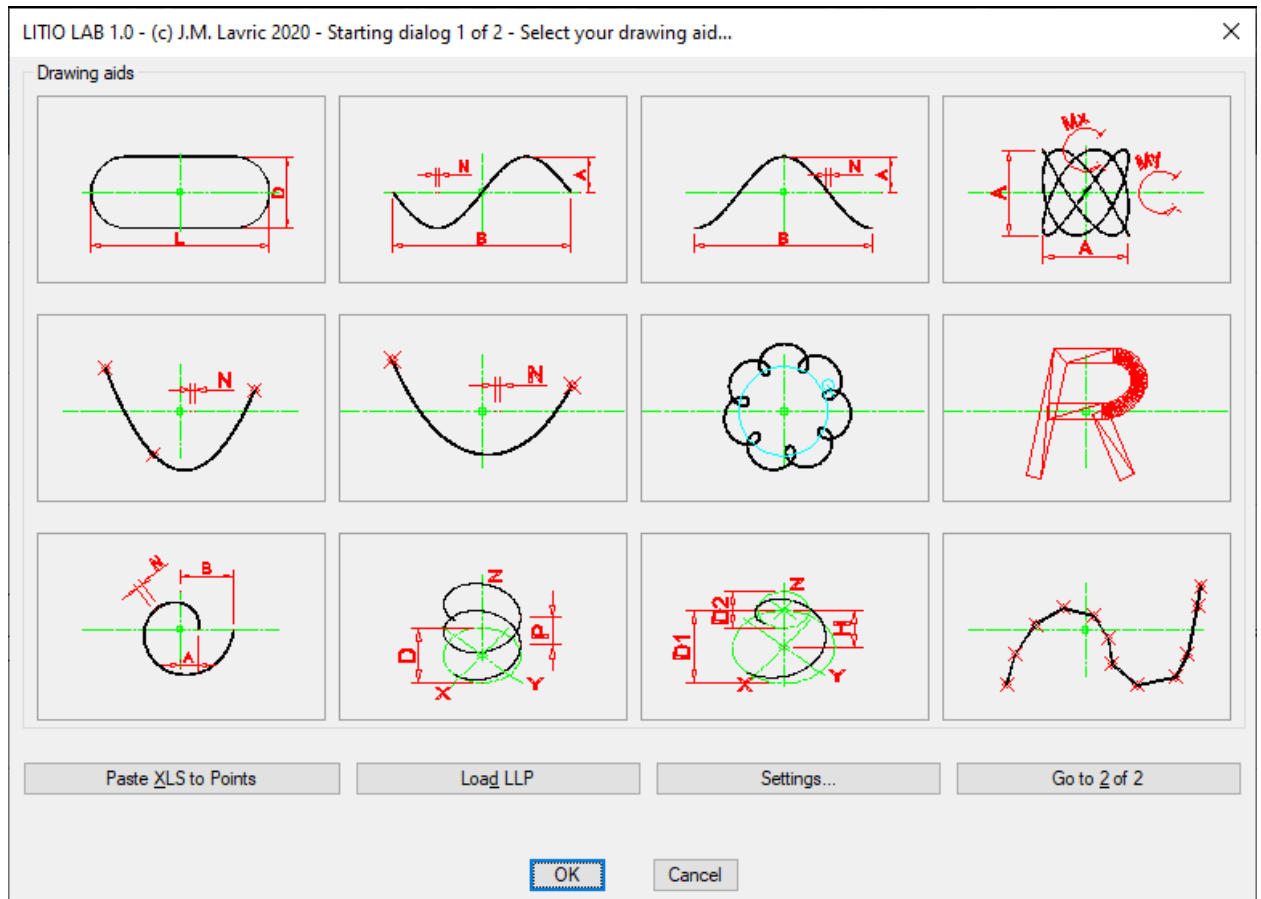 LITIO LAB 1.0 - (c) J.M. Lavric 2020 - Starting dialog 1 of 2 - Select your drawing aid...
Drawing aids
L D
N A B
N A B
MX MY A A
N
N
N B A
Z D P X Y
Z D2 D1 H X Y
Paste XLS to Points Load LLP Settings... Go to 2 of 2
OK Cancel